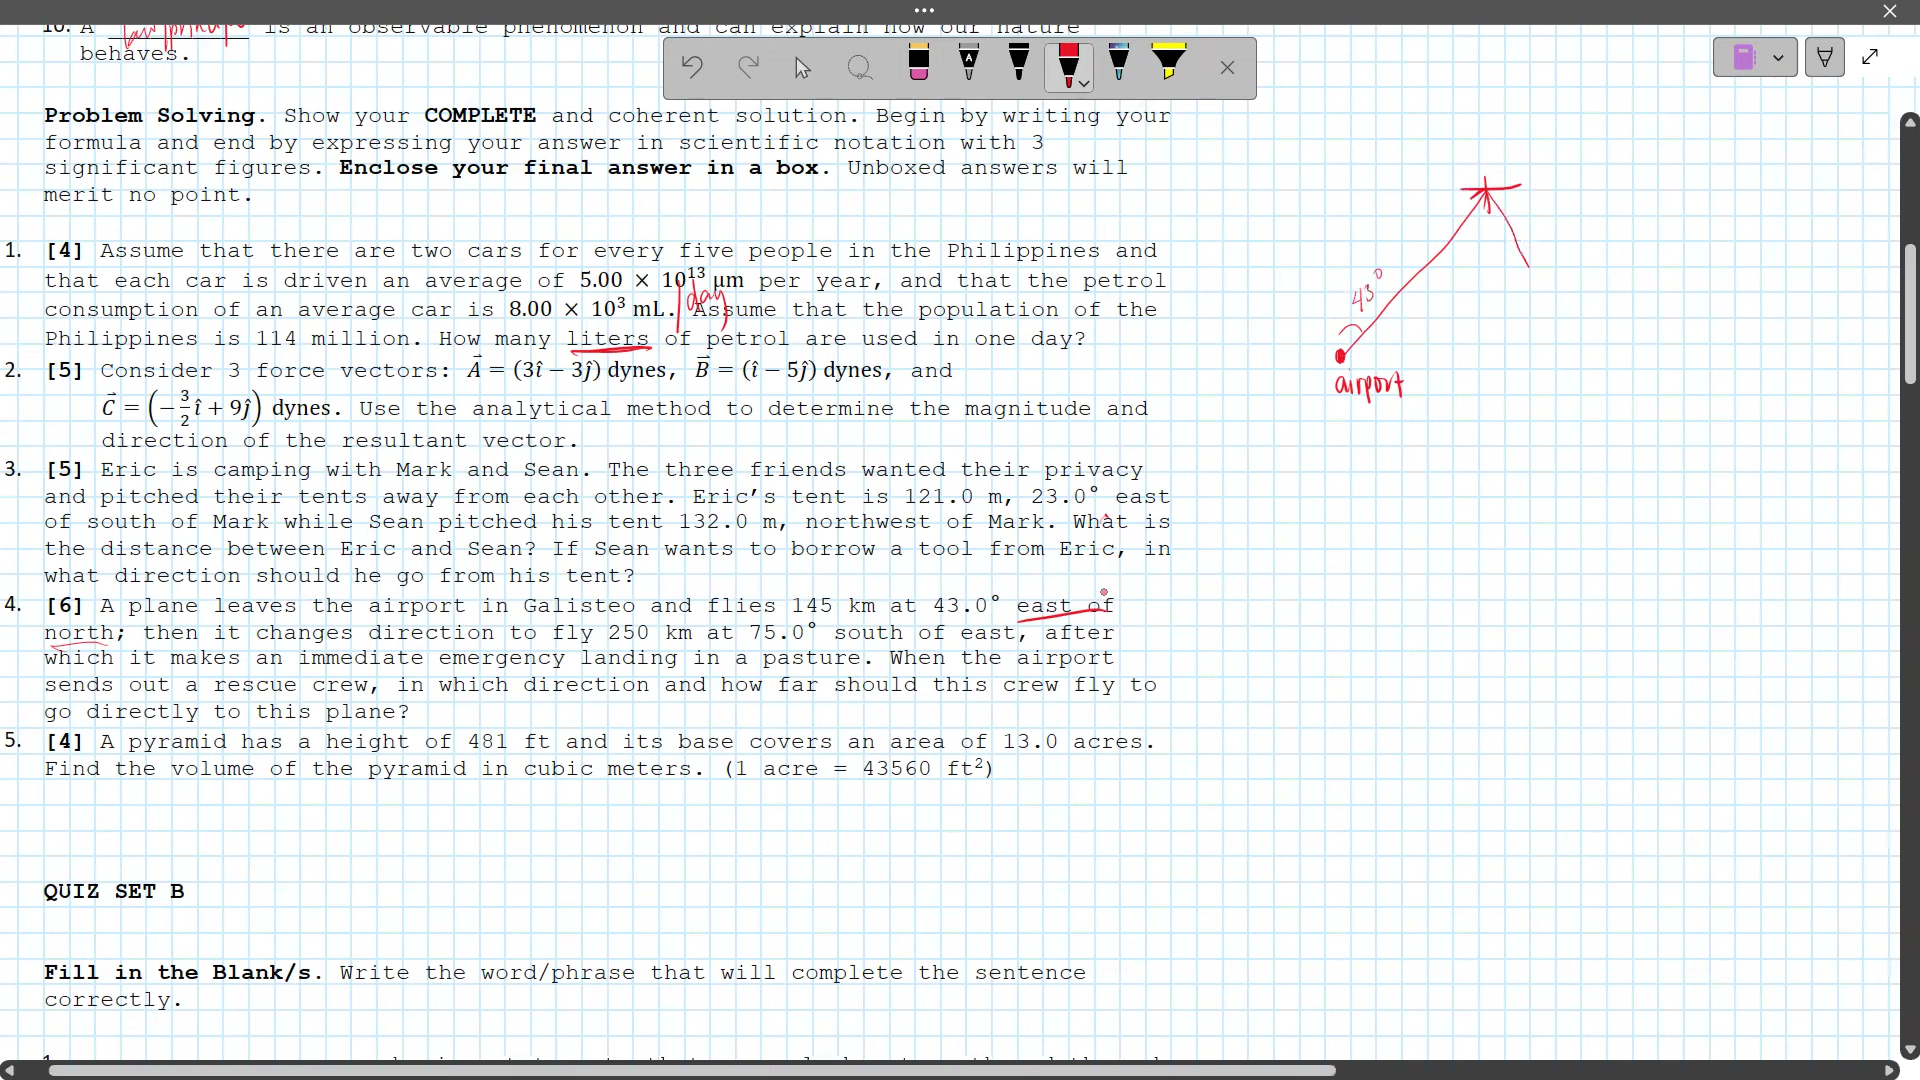 10. A law/principle is an observable phenomenon and can explain how our nature
behaves.
Problem Solving. Show your COMPLETE and coherent solution. Begin by writing your
formula and end by expressing your answer in scientific notation with 3
significant figures. Enclose your final answer in a box. Unboxed answers will
merit no point.
1. [4] Assume that there are two cars for every five people in the Philippines and
that each car is driven an average of 5.00 × 10¹³ μm per year, and that the petrol
consumption of an average car is 8.00 × 10³ mL. /day Assume that the population of the
Philippines is 114 million. How many liters of petrol are used in one day?
2. [5] Consider 3 force vectors: A⃗ = (3î − 3ĵ) dynes, B⃗ = (î − 5ĵ) dynes, and
C⃗ = (−3/2 î + 9ĵ) dynes. Use the analytical method to determine the magnitude and
direction of the resultant vector.
3. [5] Eric is camping with Mark and Sean. The three friends wanted their privacy
and pitched their tents away from each other. Eric’s tent is 121.0 m, 23.0° east
of south of Mark while Sean pitched his tent 132.0 m, northwest of Mark. What is
the distance between Eric and Sean? If Sean wants to borrow a tool from Eric, in
what direction should he go from his tent?
4. [6] A plane leaves the airport in Galisteo and flies 145 km at 43.0° east of
north; then it changes direction to fly 250 km at 75.0° south of east, after
which it makes an immediate emergency landing in a pasture. When the airport
sends out a rescue crew, in which direction and how far should this crew fly to
go directly to this plane?
5. [4] A pyramid has a height of 481 ft and its base covers an area of 13.0 acres.
Find the volume of the pyramid in cubic meters. (1 acre = 43560 ft²)
QUIZ SET B
Fill in the Blank/s. Write the word/phrase that will complete the sentence
correctly.
43°
airport
A